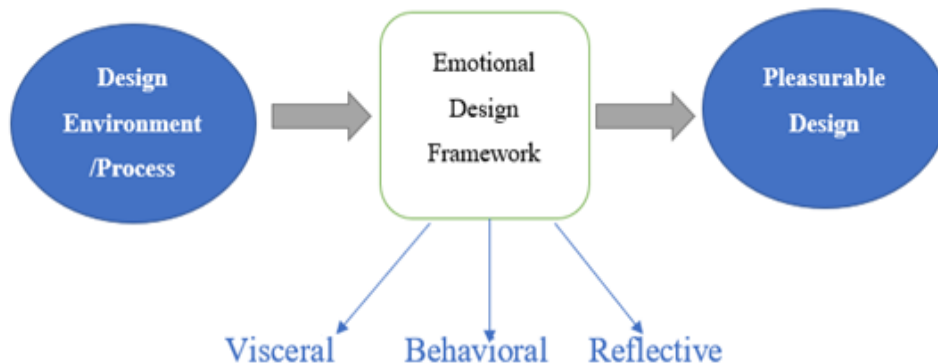 Design
Environment
/Process
Emotional
Design
Framework
Pleasurable
Design
Visceral
Behavioral
Reflective